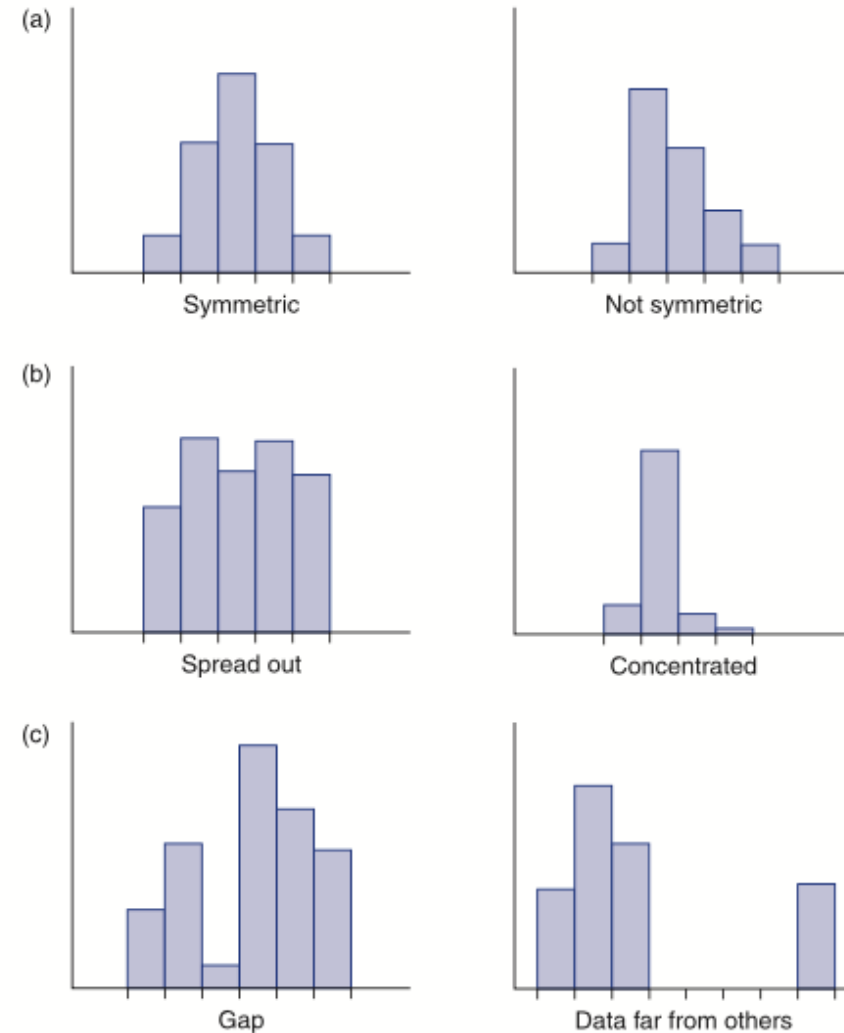 (a)
Symmetric
Not symmetric
(b)
Spread out
Concentrated
(c)
Gap
Data far from others